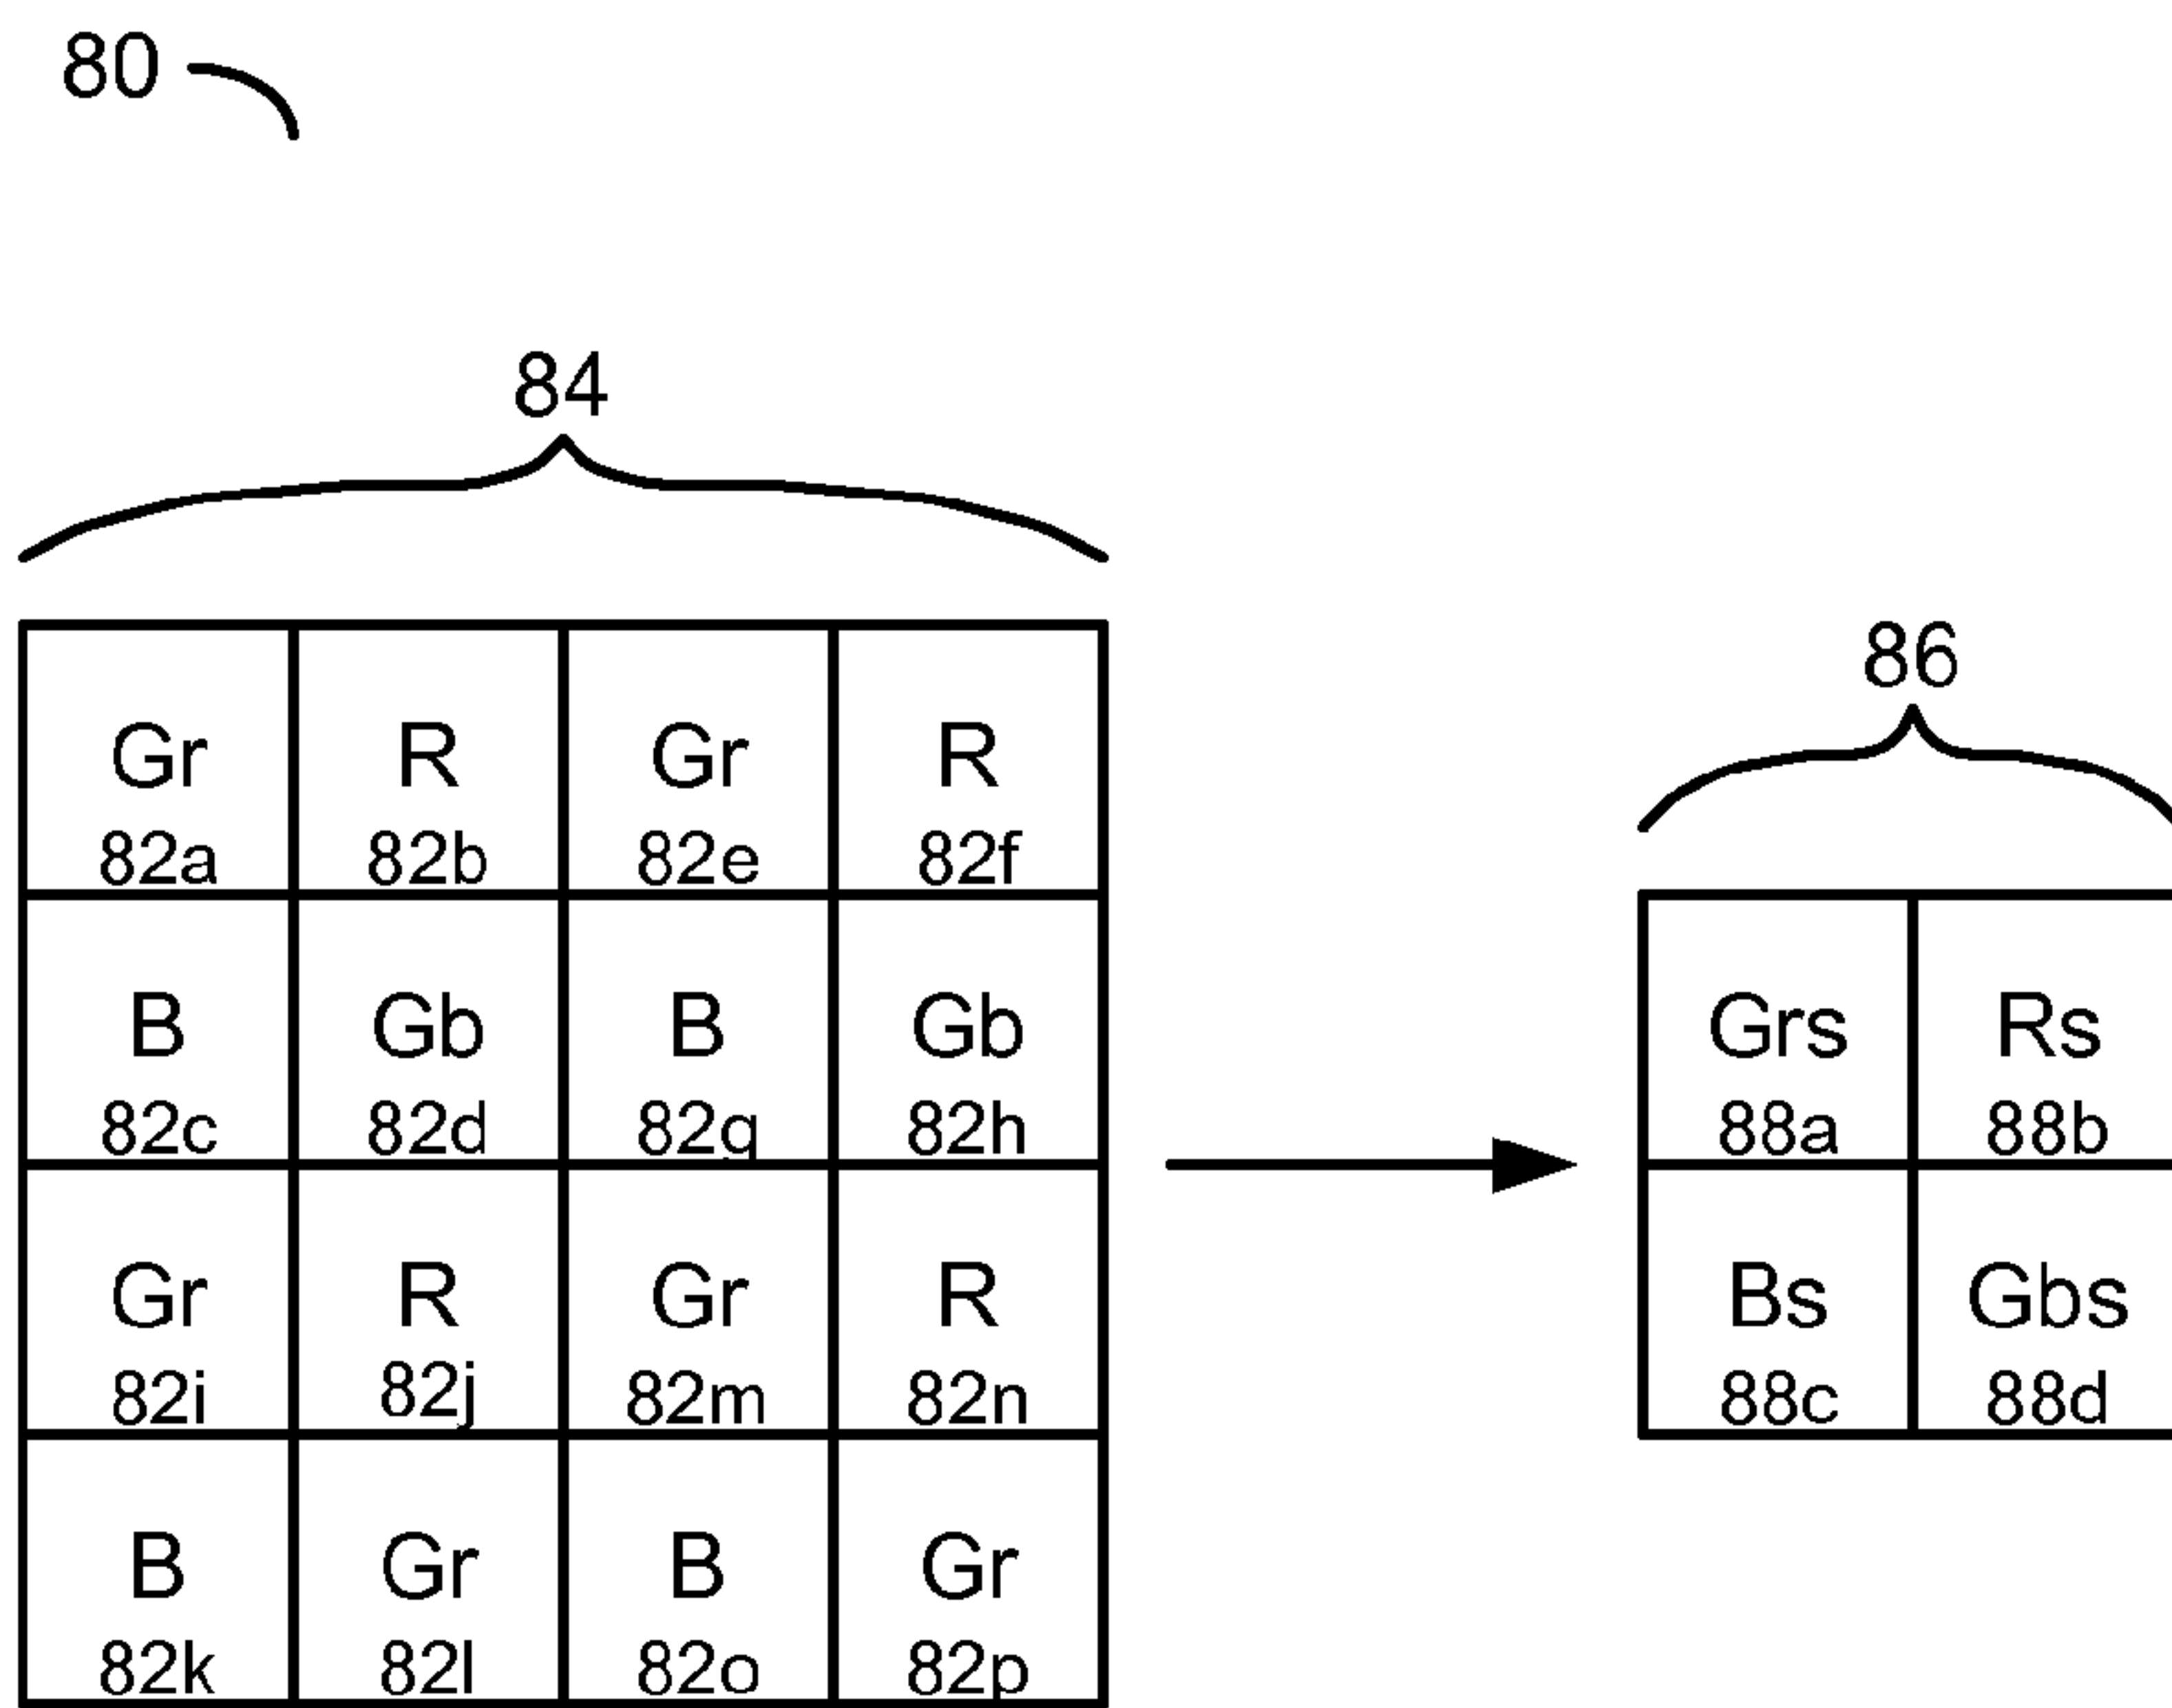 80
84
86
Gr R Gr R
82a 82b 82e 82f
B Gb B Gb
82c 82d 82g 82h
Grs Rs
88a 88b
Gr R Gr R
82i 82j 82m 82n
Bs Gbs
88c 88d
B Gr B Gr
82k 82l 82o 82p